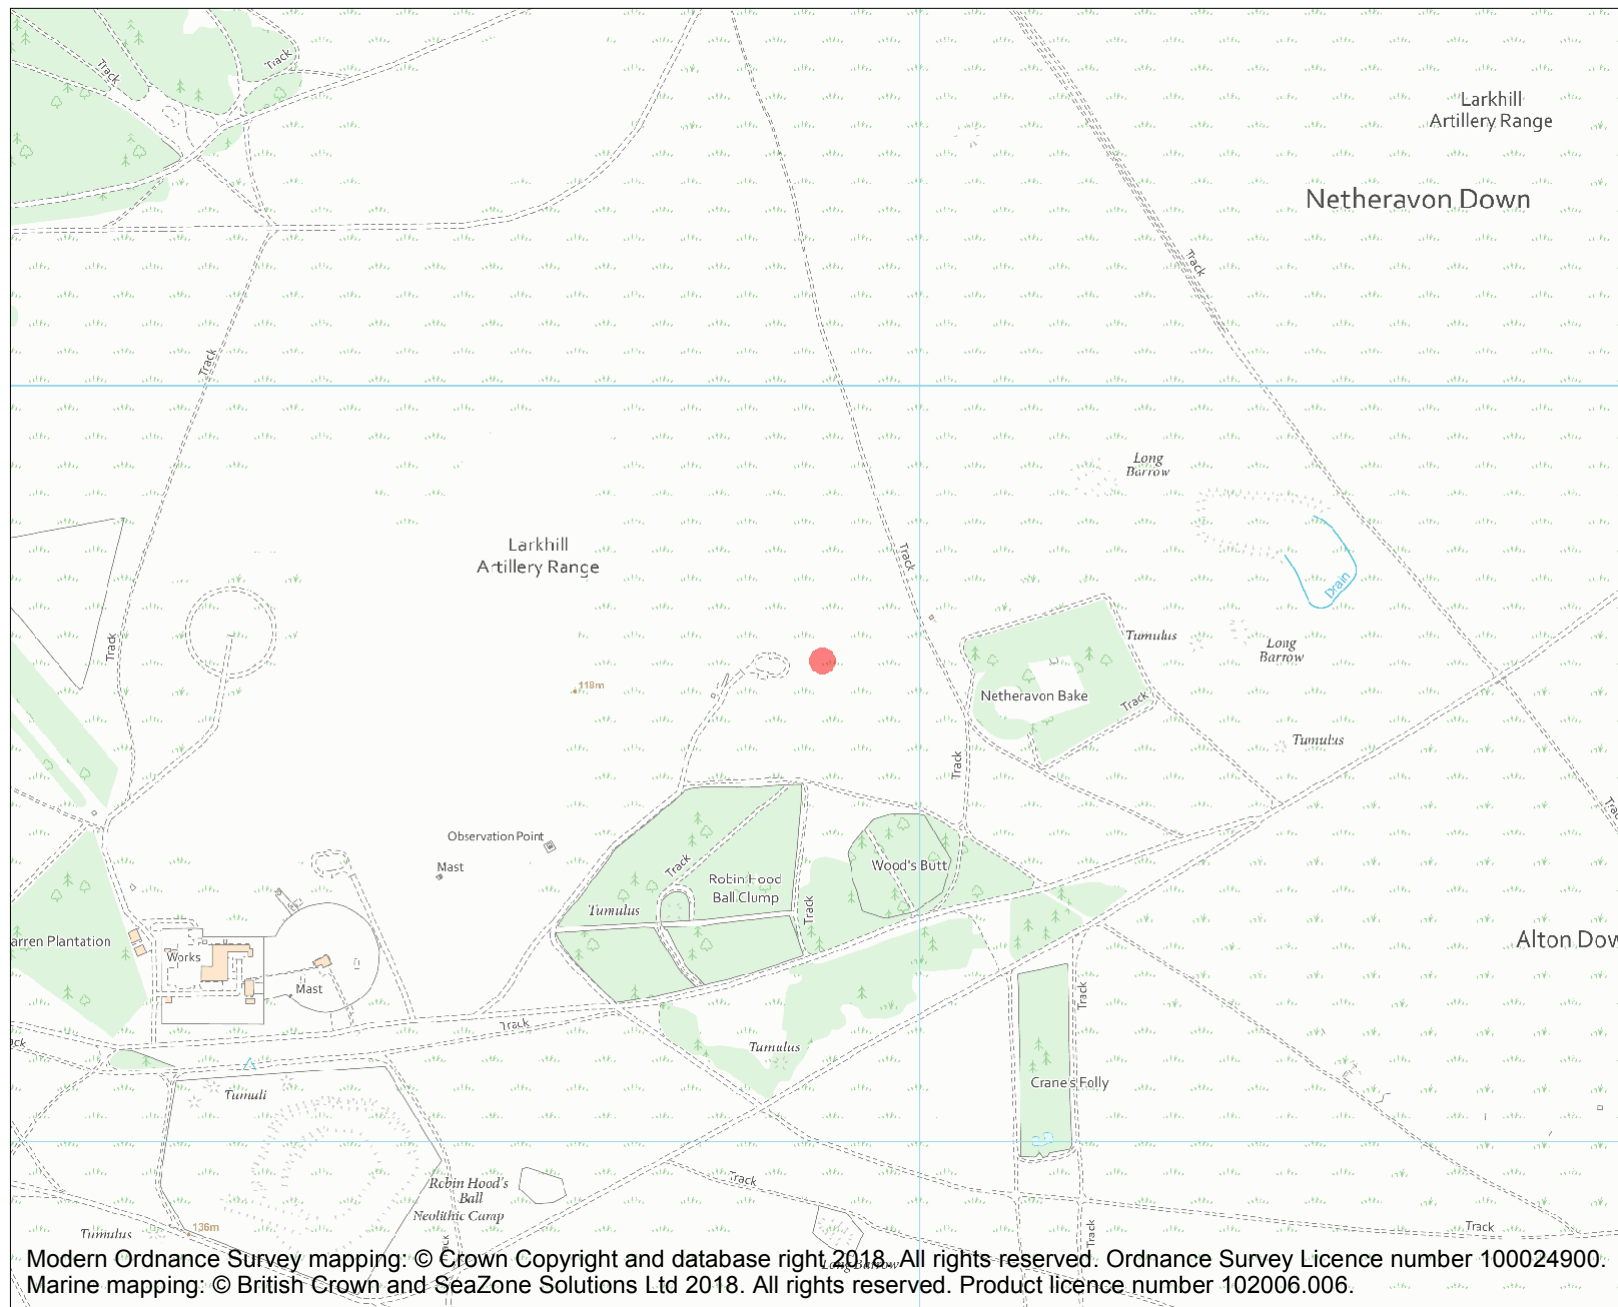 Track
Track
Larkhill
Artillery Range
Netheravon Down
Track
Track
Long
Barrow
Larkhill
Artillery Range
Track
Drain
Track
Tumulus
Long
Barrow
118m
Netheravon Bake
Track
Tumulus
Track
Observation Point
Mast
Track
Wood's Butt
Robin Hood
Ball Clump
Tumulus
Track
arren Plantation
Works
Alton Dow
Mast
Track
Track
Tumulus
Crane's Folly
Tumuli
Robin Hood's
Ball
Neolithic Camp
Track
136m
Tumulus
Track
Track
Long Barrow
Modern Ordnance Survey mapping: © Crown Copyright and database right 2018. All rights reserved. Ordnance Survey Licence number 100024900.
Marine mapping: © British Crown and SeaZone Solutions Ltd 2018. All rights reserved. Product licence number 102006.006.